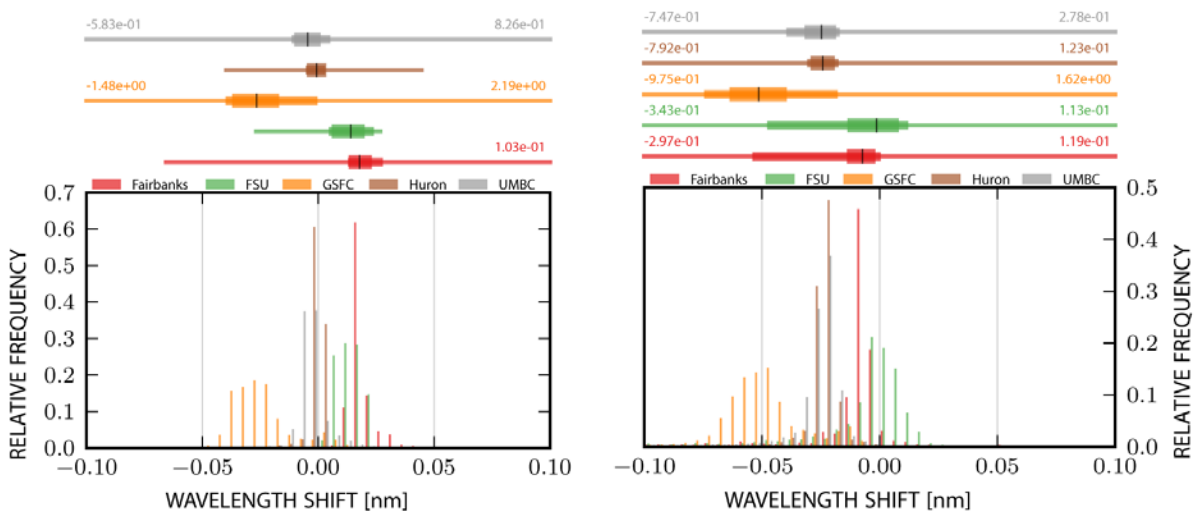 -5.83e-01 8.26e-01
-1.48e+00 2.19e+00
1.03e-01
Fairbanks FSU GSFC Huron UMBC
0.7
0.6
0.5
0.4
0.3
0.2
0.1
0.0
RELATIVE FREQUENCY
−0.10 −0.05 0.00 0.05 0.10
WAVELENGTH SHIFT [nm]
-7.47e-01 2.78e-01
-7.92e-01 1.23e-01
-9.75e-01 1.62e+00
-3.43e-01 1.13e-01
-2.97e-01 1.19e-01
Fairbanks FSU GSFC Huron UMBC
0.5
0.4
0.3
0.2
0.1
0.0
RELATIVE FREQUENCY
−0.10 −0.05 0.00 0.05 0.10
WAVELENGTH SHIFT [nm]